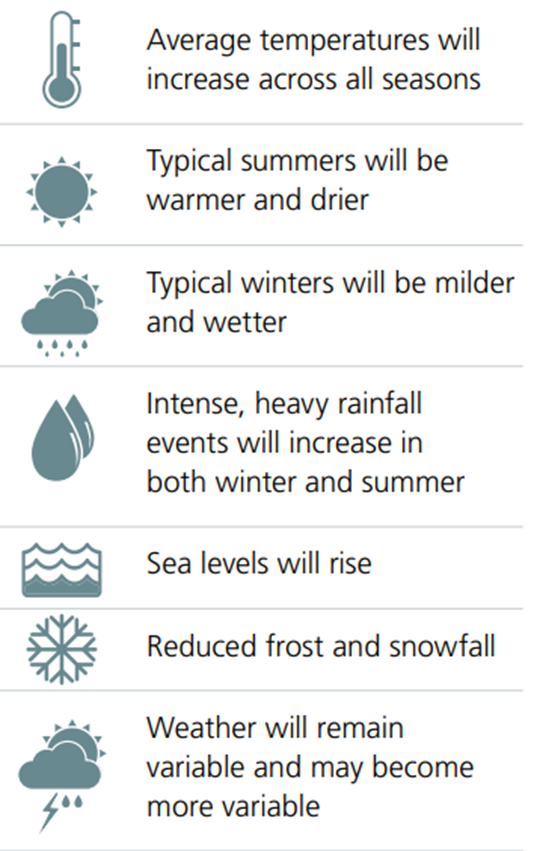 Average temperatures will
increase across all seasons
Typical summers will be
warmer and drier
Typical winters will be milder
and wetter
Intense, heavy rainfall
events will increase in
both winter and summer
Sea levels will rise
Reduced frost and snowfall
Weather will remain
variable and may become
more variable